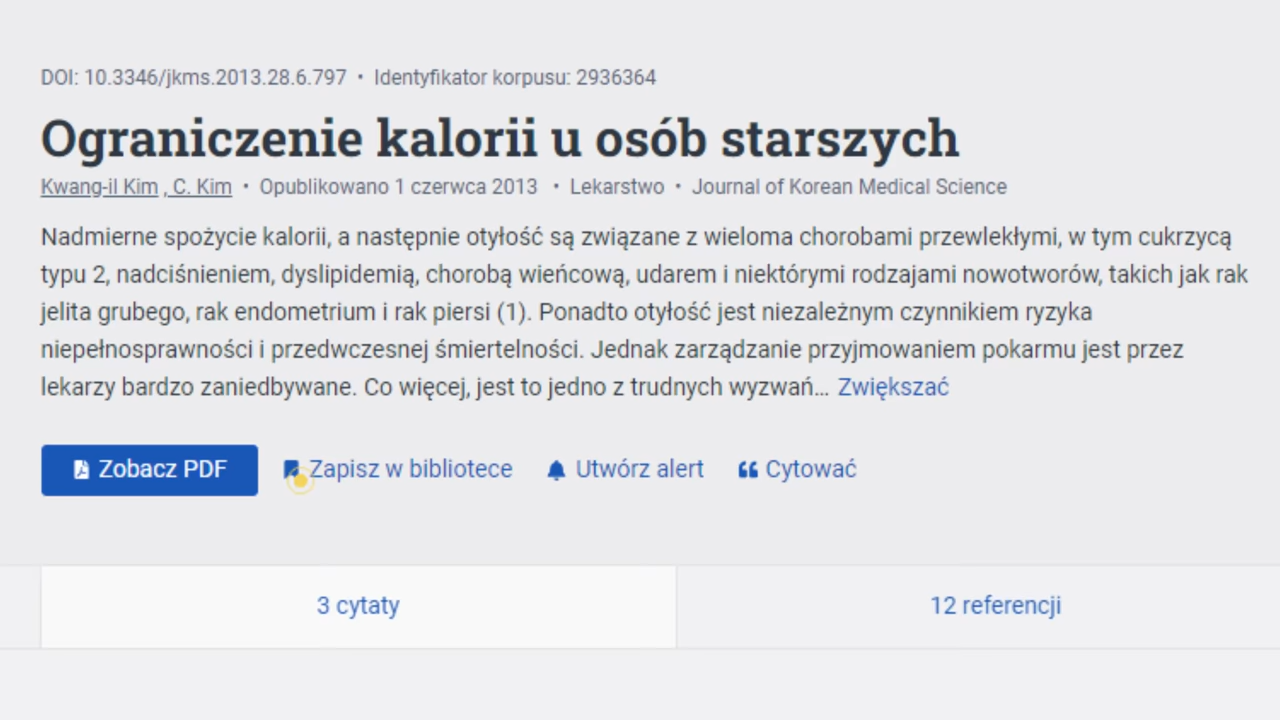 DOI: 10.3346/jkms.2013.28.6.797 • Identyfikator korpusu: 2936364
Ograniczenie kalorii u osób starszych
Kwang-il Kim , C. Kim • Opublikowano 1 czerwca 2013 • Lekarstwo • Journal of Korean Medical Science
Nadmierne spożycie kalorii, a następnie otyłość są związane z wieloma chorobami przewlekłymi, w tym cukrzycą
typu 2, nadciśnieniem, dyslipidemią, chorobą wieńcową, udarem i niektórymi rodzajami nowotworów, takich jak rak
jelita grubego, rak endometrium i rak piersi (1). Ponadto otyłość jest niezależnym czynnikiem ryzyka
niepełnosprawności i przedwczesnej śmiertelności. Jednak zarządzanie przyjmowaniem pokarmu jest przez
lekarzy bardzo zaniedbywane. Co więcej, jest to jedno z trudnych wyzwań… Zwiększać
Zobacz PDF Zapisz w bibliotece Utwórz alert Cytować
3 cytaty 12 referencji